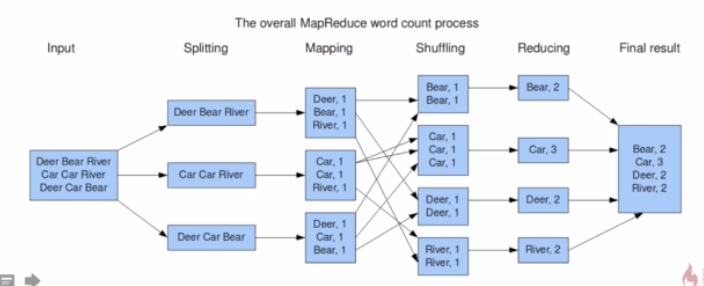 The overall MapReduce word count process
Input
Splitting
Mapping
Shuffling
Reducing
Final result
Deer Bear River
Car Car River
Deer Car Bear
Deer Bear River
Car Car River
Deer Car Bear
Deer, 1
Bear, 1
River, 1
Car, 1
Car, 1
River, 1
Deer, 1
Car, 1
Bear, 1
Bear, 1
Bear, 1
Car, 1
Car, 1
Car, 1
Deer, 1
Deer, 1
River, 1
River, 1
Bear, 2
Car, 3
Deer, 2
River, 2
Bear, 2
Car, 3
Deer, 2
River, 2